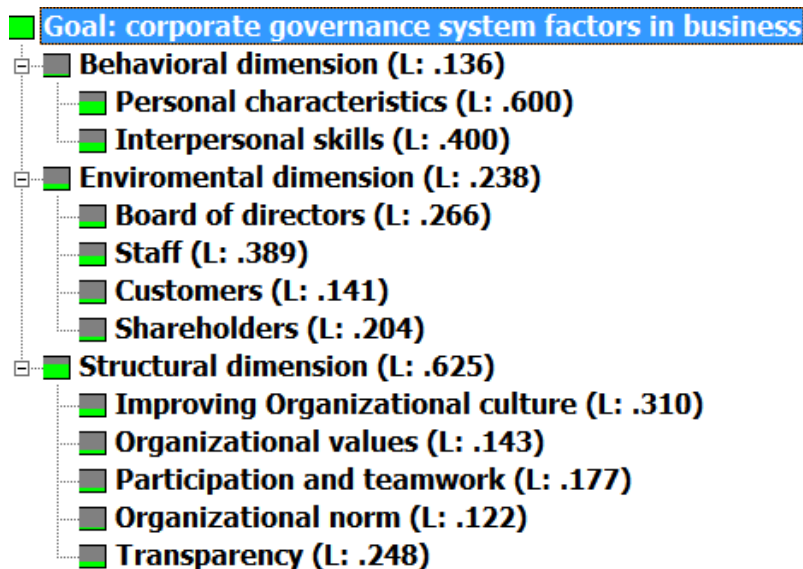 Goal: corporate governance system factors in business
Behavioral dimension (L: .136)
Personal characteristics (L: .600)
Interpersonal skills (L: .400)
Enviromental dimension (L: .238)
Board of directors (L: .266)
Staff (L: .389)
Customers (L: .141)
Shareholders (L: .204)
Structural dimension (L: .625)
Improving Organizational culture (L: .310)
Organizational values (L: .143)
Participation and teamwork (L: .177)
Organizational norm (L: .122)
Transparency (L: .248)